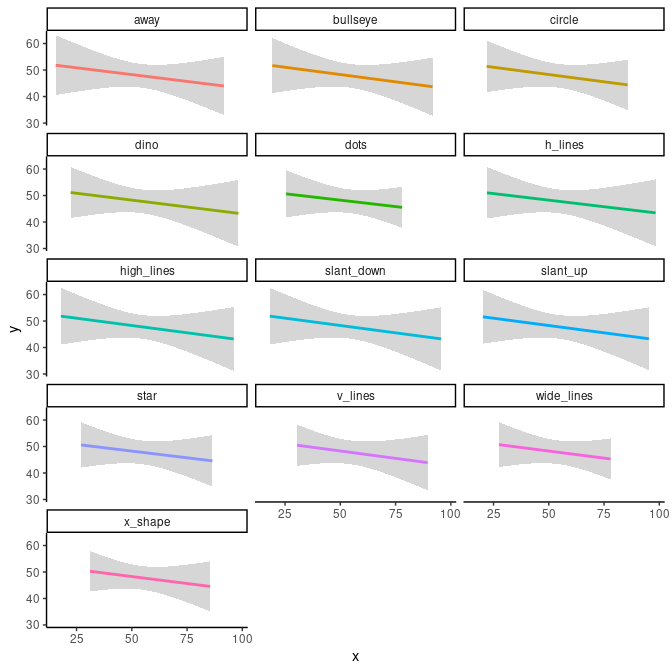 away bullseye circle
60
50
40
30
dino dots h_lines
60
50
40
30
high_lines slant_down slant_up
60
50
40
30
y
star v_lines wide_lines
60
50
40
30
25 50 75 100 25 50 75 100
x_shape
60
50
40
30
25 50 75 100
x